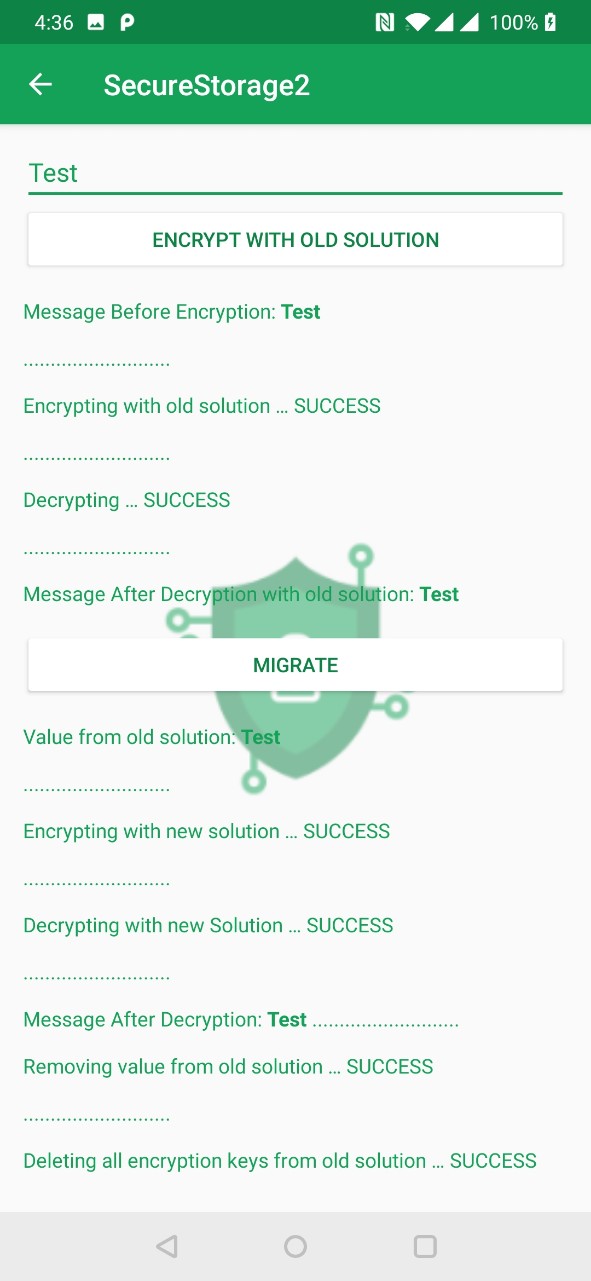 4:36 100%
SecureStorage2
Test
ENCRYPT WITH OLD SOLUTION
Message Before Encryption: Test
...........................
Encrypting with old solution ... SUCCESS
...........................
Decrypting ... SUCCESS
...........................
Message After Decryption with old solution: Test
MIGRATE
Value from old solution: Test
...........................
Encrypting with new solution ... SUCCESS
...........................
Decrypting with new Solution ... SUCCESS
...........................
Message After Decryption: Test ...........................
Removing value from old solution ... SUCCESS
...........................
Deleting all encryption keys from old solution ... SUCCESS